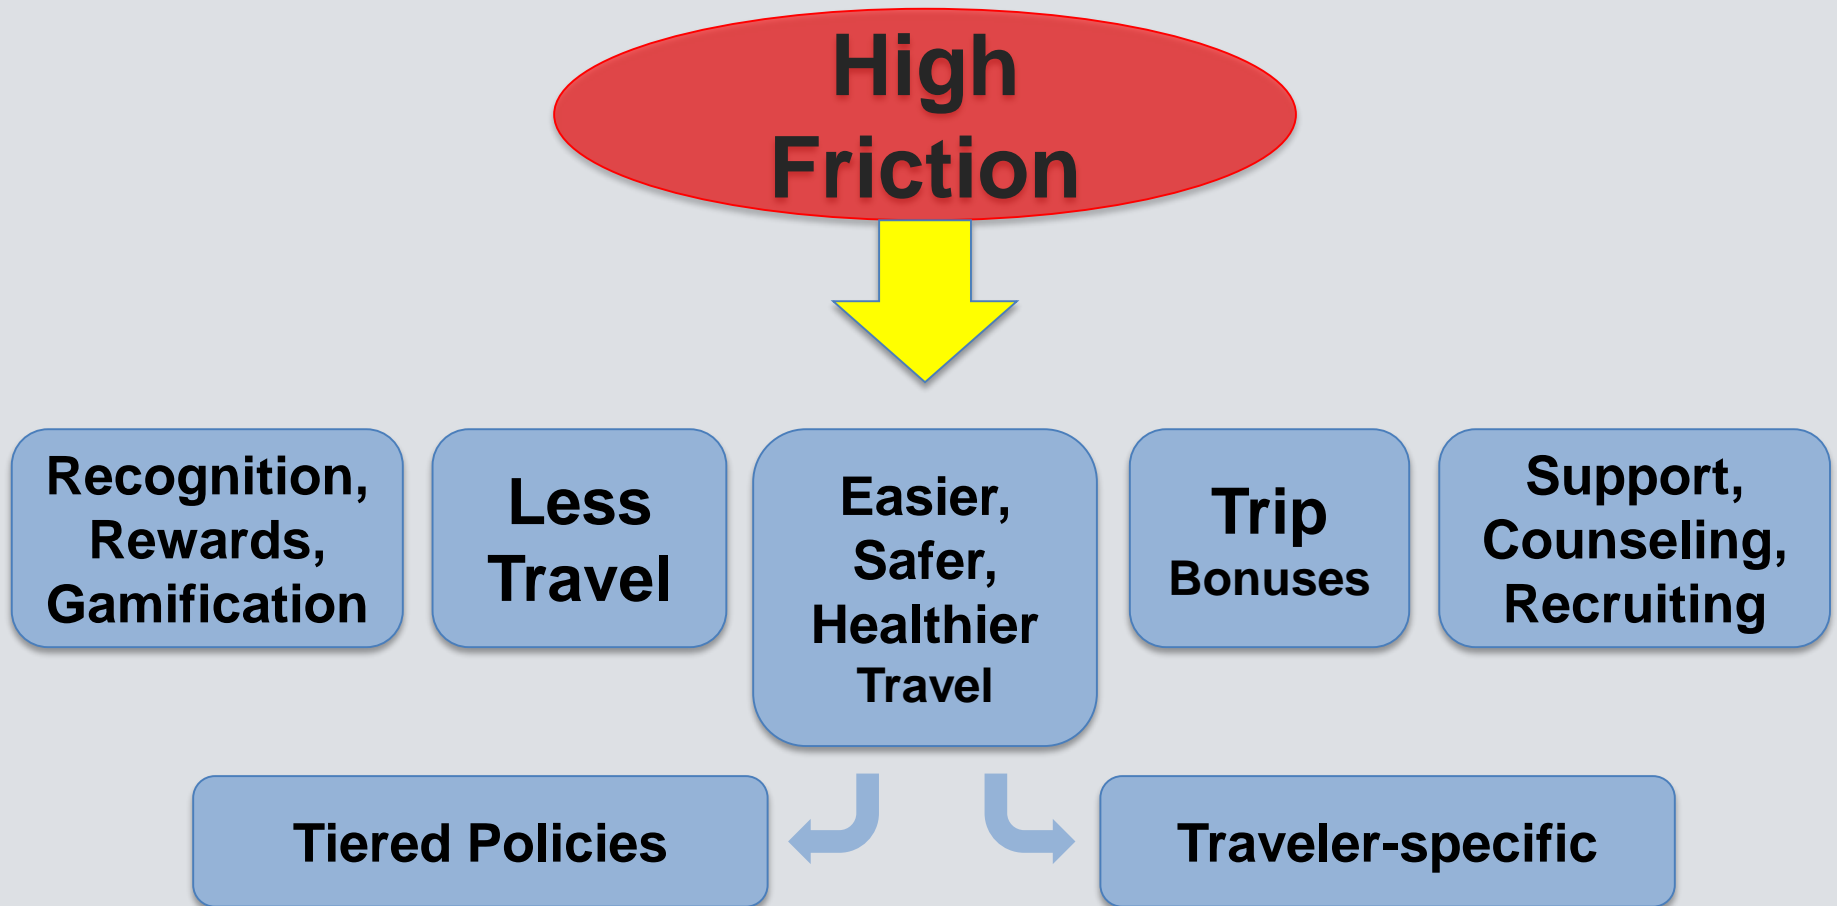 High
Friction
Recognition,
Rewards,
Gamification
Less
Travel
Easier,
Safer,
Healthier
Travel
Trip
Bonuses
Support,
Counseling,
Recruiting
Tiered Policies
Traveler-specific